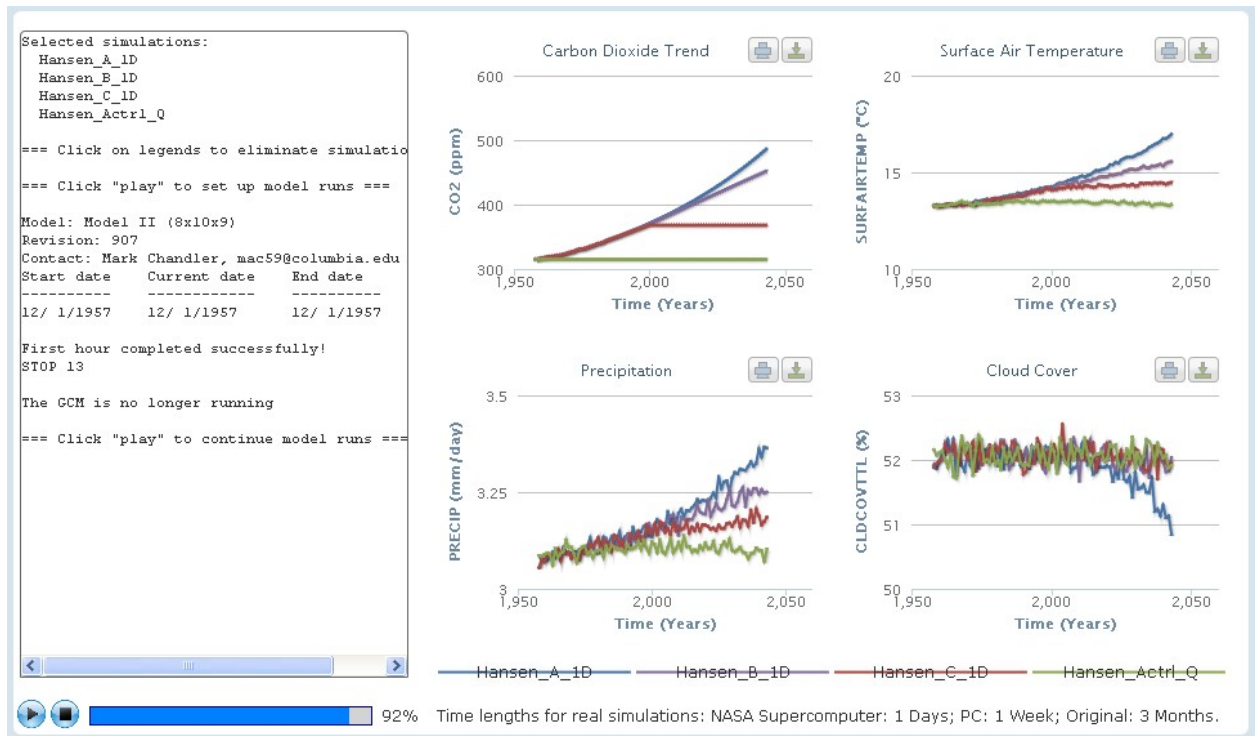 Selected simulations:
Hansen_A_1D
Hansen_B_1D
Hansen_C_1D
Hansen_Actrl_Q
=== Click on legends to eliminate simulatio
=== Click "play" to set up model runs ===
Model: Model II (8x10x9)
Revision: 907
Contact: Mark Chandler, mac59@columbia.edu
Start date Current date End date
---------- ------------ ----------
12/ 1/1957 12/ 1/1957 12/ 1/1957
First hour completed successfully!
STOP 13
The GCM is no longer running
=== Click "play" to continue model runs ===
92%
Carbon Dioxide Trend
600
500
400
300
CO2 (ppm)
1,950 2,000 2,050
Time (Years)
Surface Air Temperature
20
15
10
SURFAIRTEMP (°C)
1,950 2,000 2,050
Time (Years)
Precipitation
3.5
3.25
3
PRECIP (mm/day)
1,950 2,000 2,050
Time (Years)
Cloud Cover
53
52
51
50
CLDCOVTTL (%)
1,950 2,000 2,050
Time (Years)
Hansen_A_1D Hansen_B_1D Hansen_C_1D Hansen_Actrl_Q
Time lengths for real simulations: NASA Supercomputer: 1 Days; PC: 1 Week; Original: 3 Months.